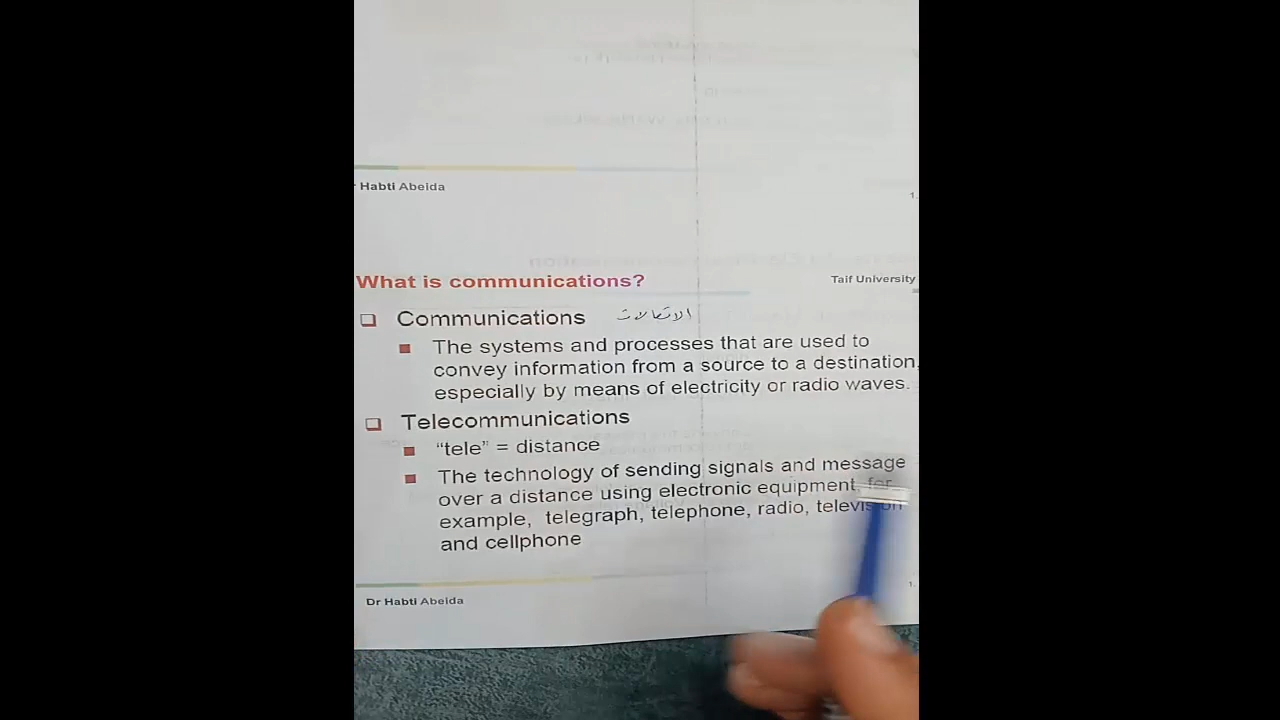 Habti Abeida
1.
What is communications?
Taif University
Communications الاتصالات
The systems and processes that are used to
convey information from a source to a destination,
especially by means of electricity or radio waves.
Telecommunications
“tele” = distance
The technology of sending signals and message
over a distance using electronic equipment, for
example, telegraph, telephone, radio, television
and cellphone
Dr Habti Abeida
1.